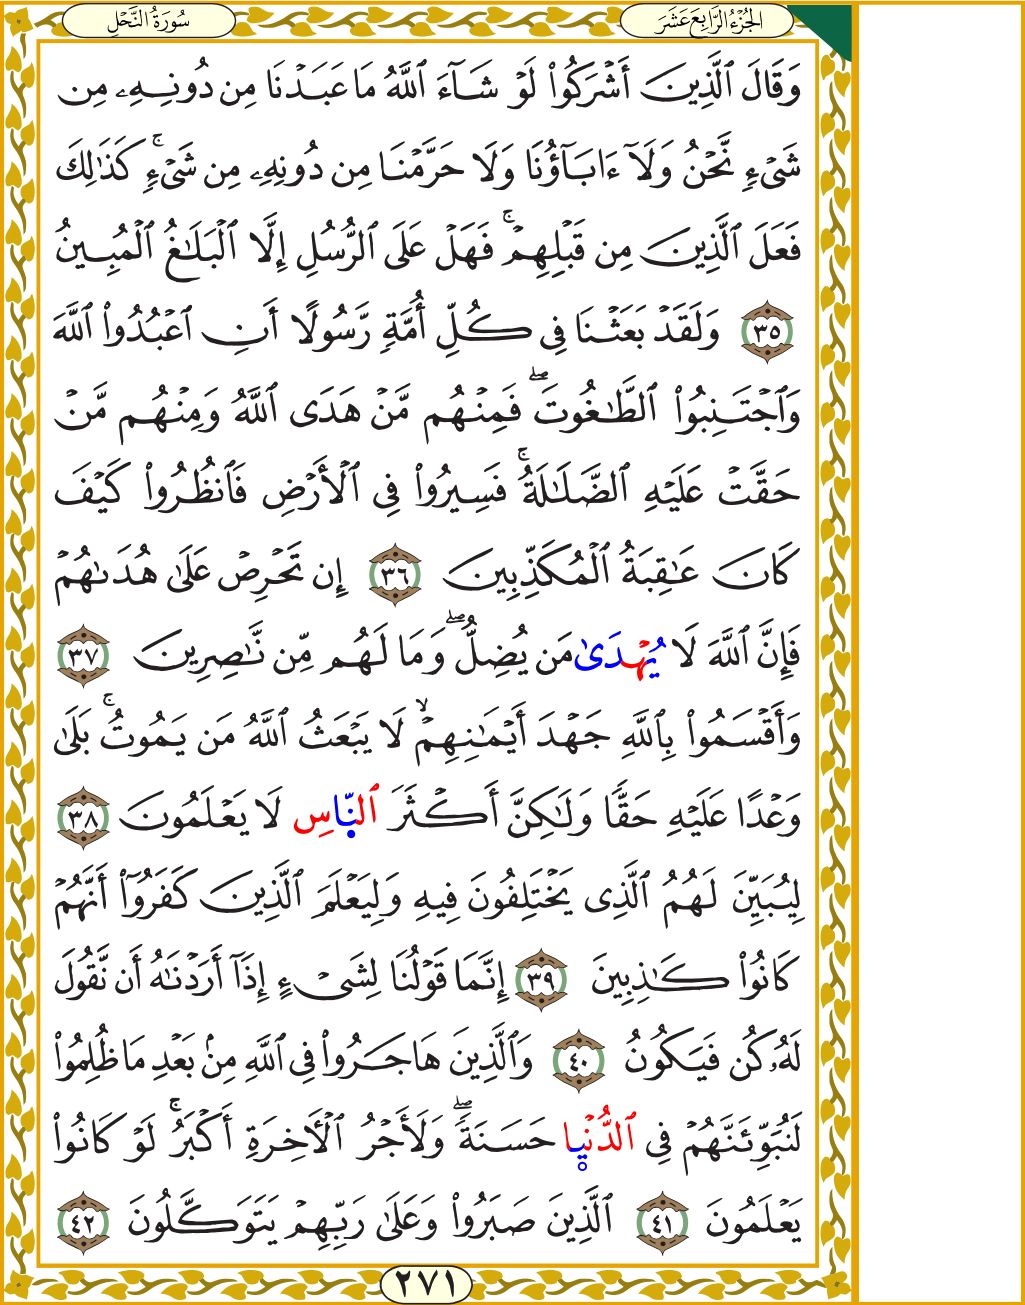 الجُزْءُ الرَّابِعَ عَشَرَ
سُورَةُ النَّحْلِ
وَقَالَ ٱلَّذِينَ أَشْرَكُوا۟ لَوْ شَآءَ ٱللَّهُ مَا عَبَدْنَا مِن دُونِهِۦ مِن
شَىْءٍ نَّحْنُ وَلَآ ءَابَآؤُنَا وَلَا حَرَّمْنَا مِن دُونِهِۦ مِن شَىْءٍ ۚ كَذَٰلِكَ
فَعَلَ ٱلَّذِينَ مِن قَبْلِهِمْ ۚ فَهَلْ عَلَى ٱلرُّسُلِ إِلَّا ٱلْبَلَٰغُ ٱلْمُبِينُ
٣٥ وَلَقَدْ بَعَثْنَا فِى كُلِّ أُمَّةٍ رَّسُولًا أَنِ ٱعْبُدُوا۟ ٱللَّهَ
وَٱجْتَنِبُوا۟ ٱلطَّٰغُوتَ ۖ فَمِنْهُم مَّنْ هَدَى ٱللَّهُ وَمِنْهُم مَّنْ
حَقَّتْ عَلَيْهِ ٱلضَّلَٰلَةُ ۚ فَسِيرُوا۟ فِى ٱلْأَرْضِ فَٱنظُرُوا۟ كَيْفَ
كَانَ عَٰقِبَةُ ٱلْمُكَذِّبِينَ ٣٦ إِن تَحْرِصْ عَلَىٰ هُدَىٰهُمْ
فَإِنَّ ٱللَّهَ لَا يُهْدَىٰ مَن يُضِلُّ ۖ وَمَا لَهُم مِّن نَّٰصِرِينَ ٣٧
وَأَقْسَمُوا۟ بِٱللَّهِ جَهْدَ أَيْمَٰنِهِمْ ۙ لَا يَبْعَثُ ٱللَّهُ مَن يَمُوتُ ۚ بَلَىٰ
وَعْدًا عَلَيْهِ حَقًّا وَلَٰكِنَّ أَكْثَرَ ٱلنَّاسِ لَا يَعْلَمُونَ ٣٨
لِيُبَيِّنَ لَهُمُ ٱلَّذِى يَخْتَلِفُونَ فِيهِ وَلِيَعْلَمَ ٱلَّذِينَ كَفَرُوٓا۟ أَنَّهُمْ
كَانُوا۟ كَٰذِبِينَ ٣٩ إِنَّمَا قَوْلُنَا لِشَىْءٍ إِذَآ أَرَدْنَٰهُ أَن نَّقُولَ
لَهُۥ كُن فَيَكُونُ ٤٠ وَٱلَّذِينَ هَاجَرُوا۟ فِى ٱللَّهِ مِنۢ بَعْدِ مَا ظُلِمُوا۟
لَنُبَوِّئَنَّهُمْ فِى ٱلدُّنْيَا حَسَنَةً ۖ وَلَأَجْرُ ٱلْءَاخِرَةِ أَكْبَرُ ۚ لَوْ كَانُوا۟
يَعْلَمُونَ ٤١ ٱلَّذِينَ صَبَرُوا۟ وَعَلَىٰ رَبِّهِمْ يَتَوَكَّلُونَ ٤٢
٢٧١